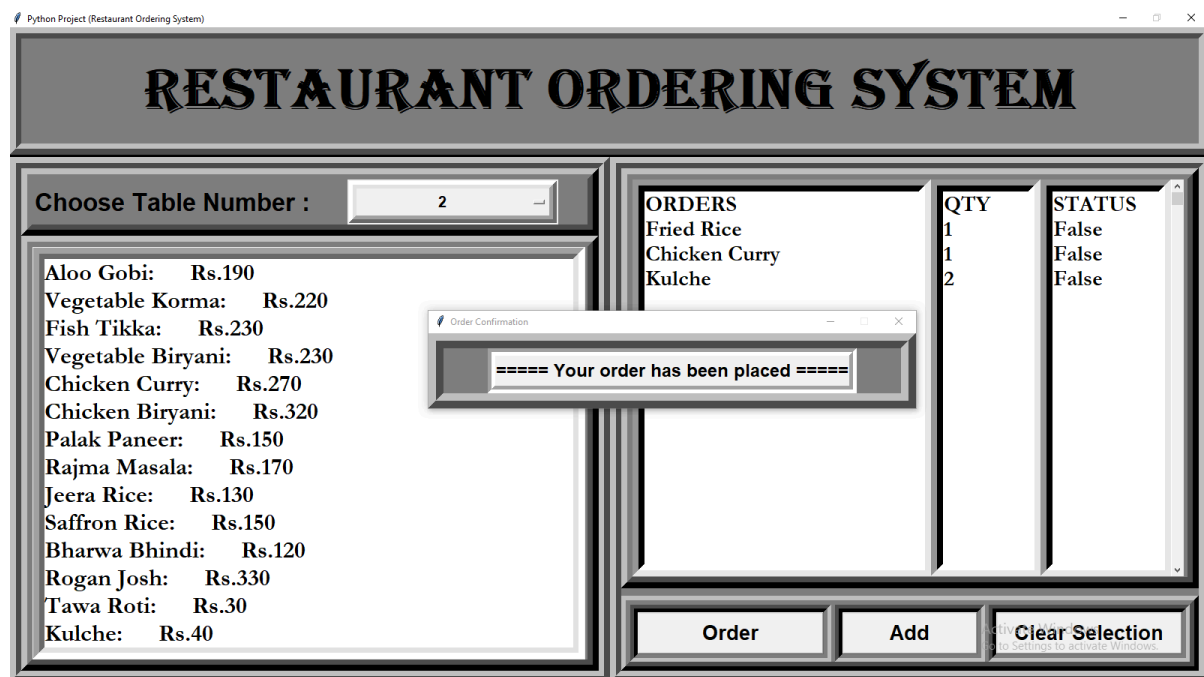 Python Project (Restaurant Ordering System)
RESTAURANT ORDERING SYSTEM
Choose Table Number :
2
Aloo Gobi: Rs.190
Vegetable Korma: Rs.220
Fish Tikka: Rs.230
Vegetable Biryani: Rs.230
Chicken Curry: Rs.270
Chicken Biryani: Rs.320
Palak Paneer: Rs.150
Rajma Masala: Rs.170
Jeera Rice: Rs.130
Saffron Rice: Rs.150
Bharwa Bhindi: Rs.120
Rogan Josh: Rs.330
Tawa Roti: Rs.30
Kulche: Rs.40
ORDERS QTY STATUS
Fried Rice 1 False
Chicken Curry 1 False
Kulche 2 False
Order Confirmation
===== Your order has been placed =====
Order Add Clear Selection
Activate Windows
Go to Settings to activate Windows.